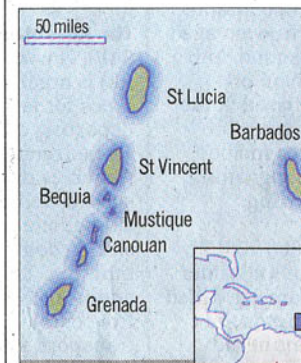 50 miles
St Lucia
Barbados
St Vincent
Bequia
Mustique
Canouan
Grenada